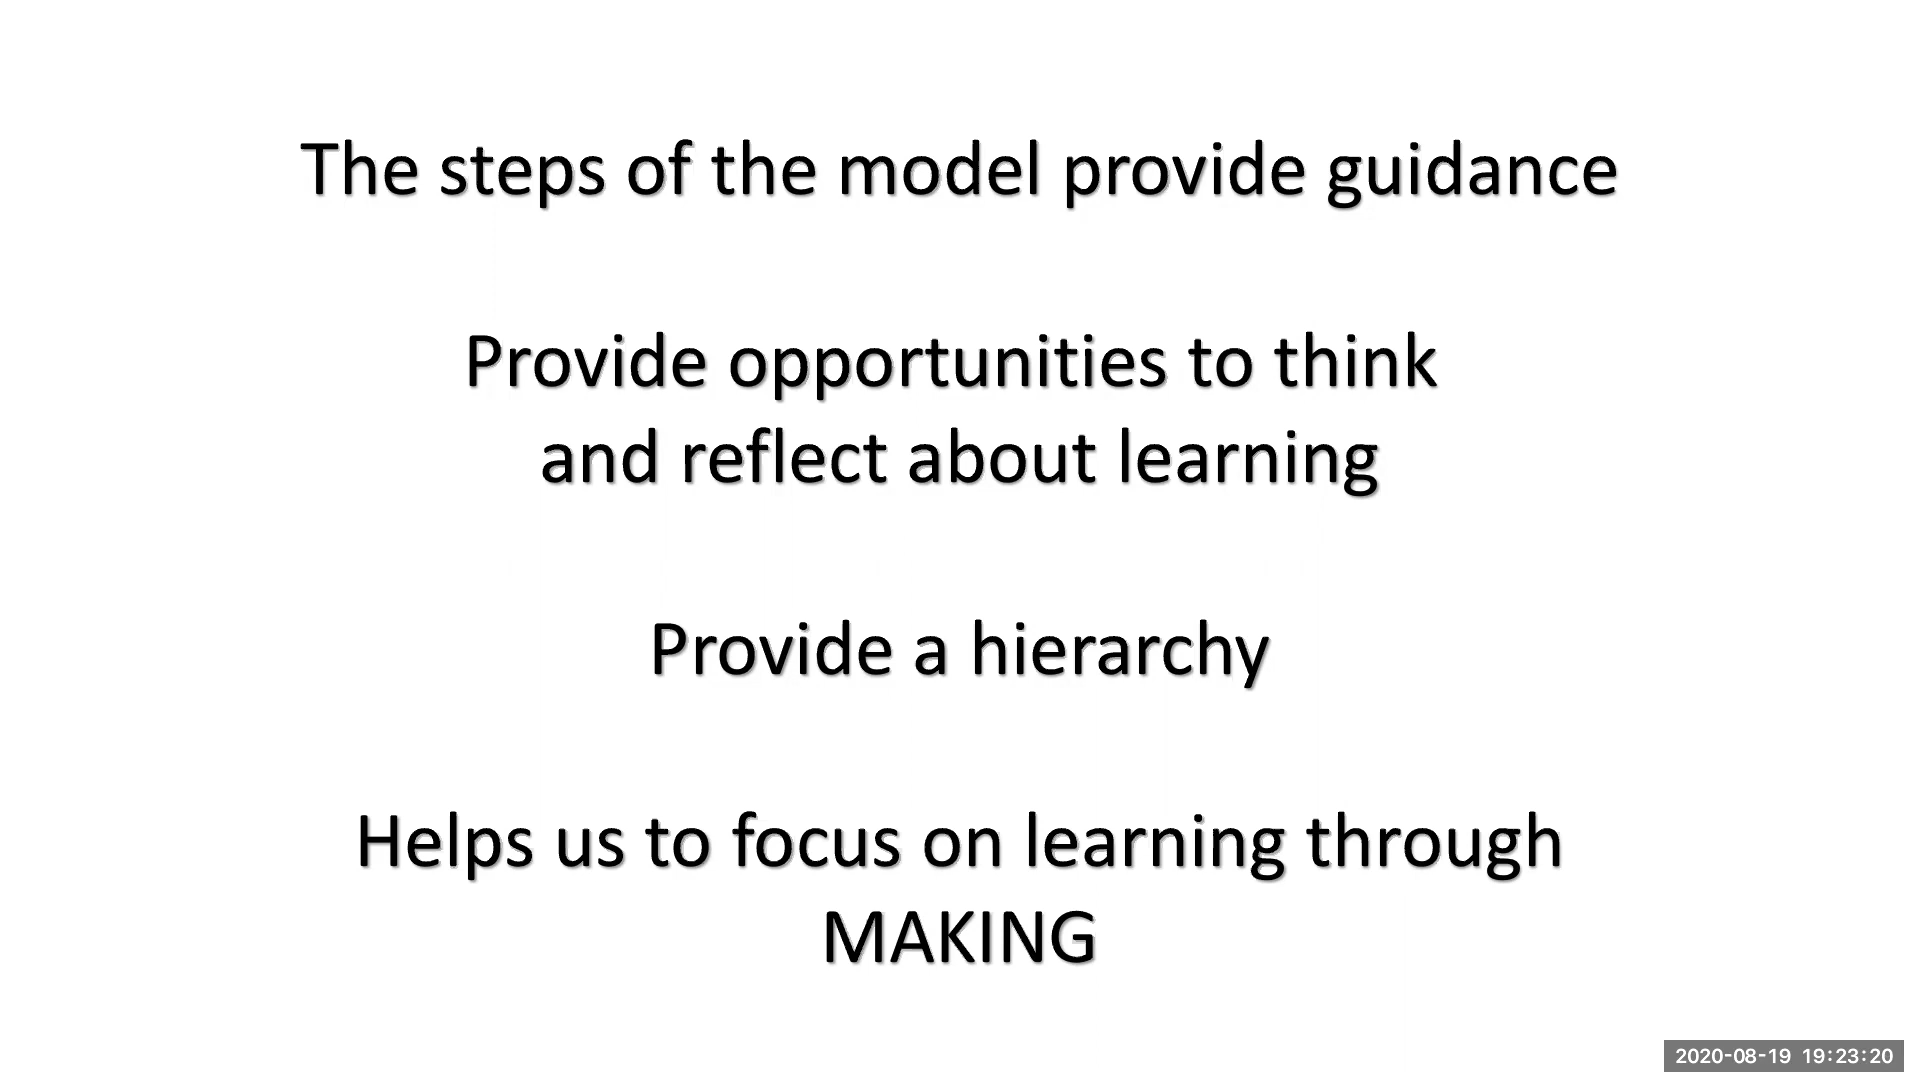 The steps of the model provide guidance
Provide opportunities to think
and reflect about learning
Provide a hierarchy
Helps us to focus on learning through
MAKING
2020-08-19 19:23:20